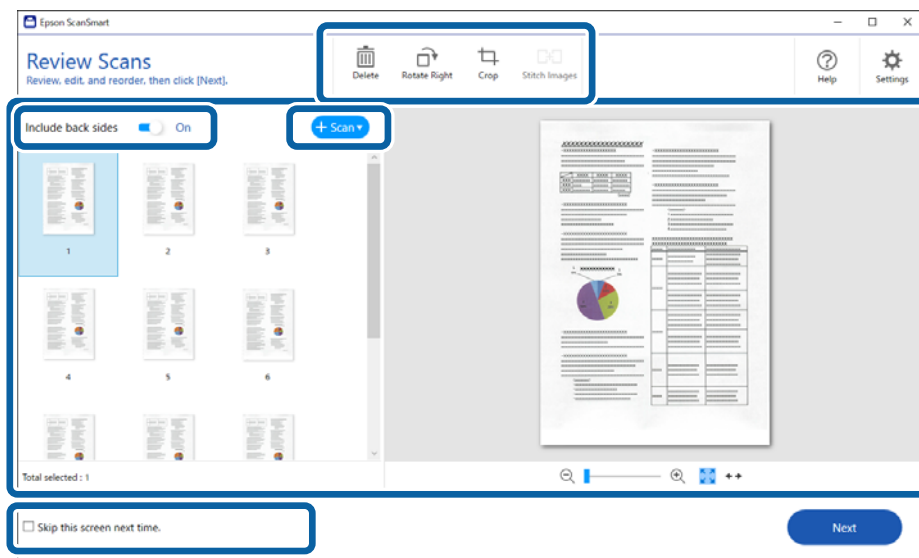 Epson ScanSmart
Review Scans
Review, edit, and reorder, then click [Next].
Delete
Rotate Right
Crop
Stitch Images
Help
Settings
Include back sides On
+ Scan
1 2 3
4 5 6
Total selected : 1
Skip this screen next time.
Next